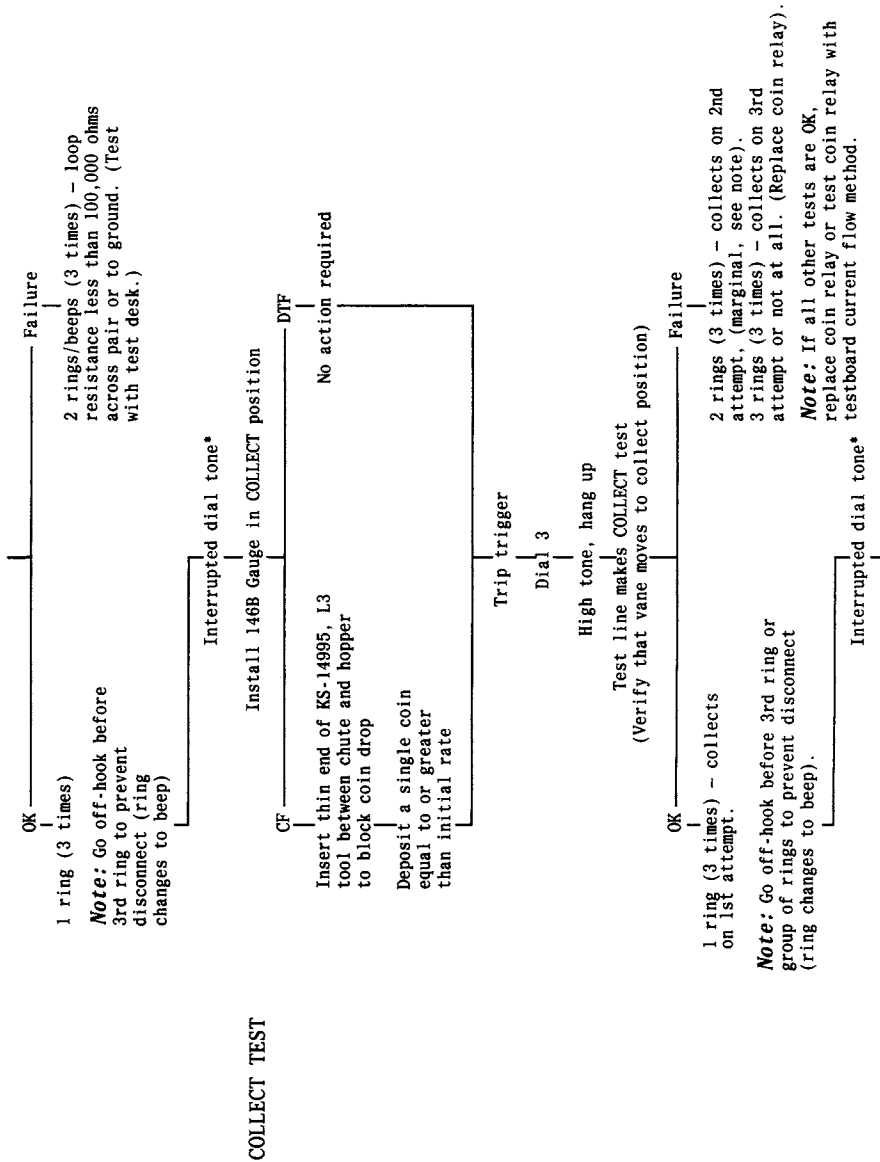 OK
1 ring (3 times)
Note: Go off-hook before
3rd ring to prevent
disconnect (ring
changes to beep)
Failure
2 rings/beeps (3 times) – loop
resistance less than 100,000 ohms
across pair or to ground. (Test
with test desk.)
Interrupted dial tone*
COLLECT TEST
Install 146B Gauge in COLLECT position
CF
Insert thin end of KS-14995, L3
tool between chute and hopper
to block coin drop
Deposit a single coin
equal to or greater
than initial rate
DTF
No action required
Trip trigger
Dial 3
High tone, hang up
Test line makes COLLECT test
(Verify that vane moves to collect position)
OK
1 ring (3 times) – collects
on 1st attempt.
Note: Go off-hook before 3rd ring or
group of rings to prevent disconnect
(ring changes to beep).
Failure
2 rings (3 times) – collects on 2nd
attempt, (marginal, see note).
3 rings (3 times) – collects on 3rd
attempt or not at all. (Replace coin relay).
Note: If all other tests are OK,
replace coin relay or test coin relay with
testboard current flow method.
Interrupted dial tone*